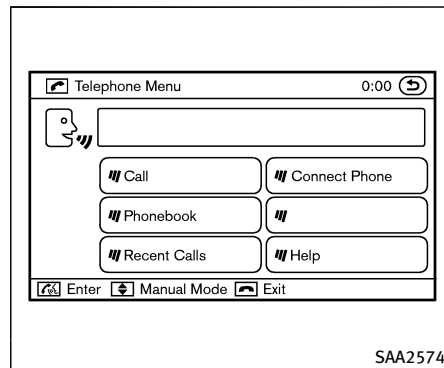 Telephone Menu 0:00
Call Connect Phone
Phonebook
Recent Calls Help
Enter Manual Mode Exit
SAA2574